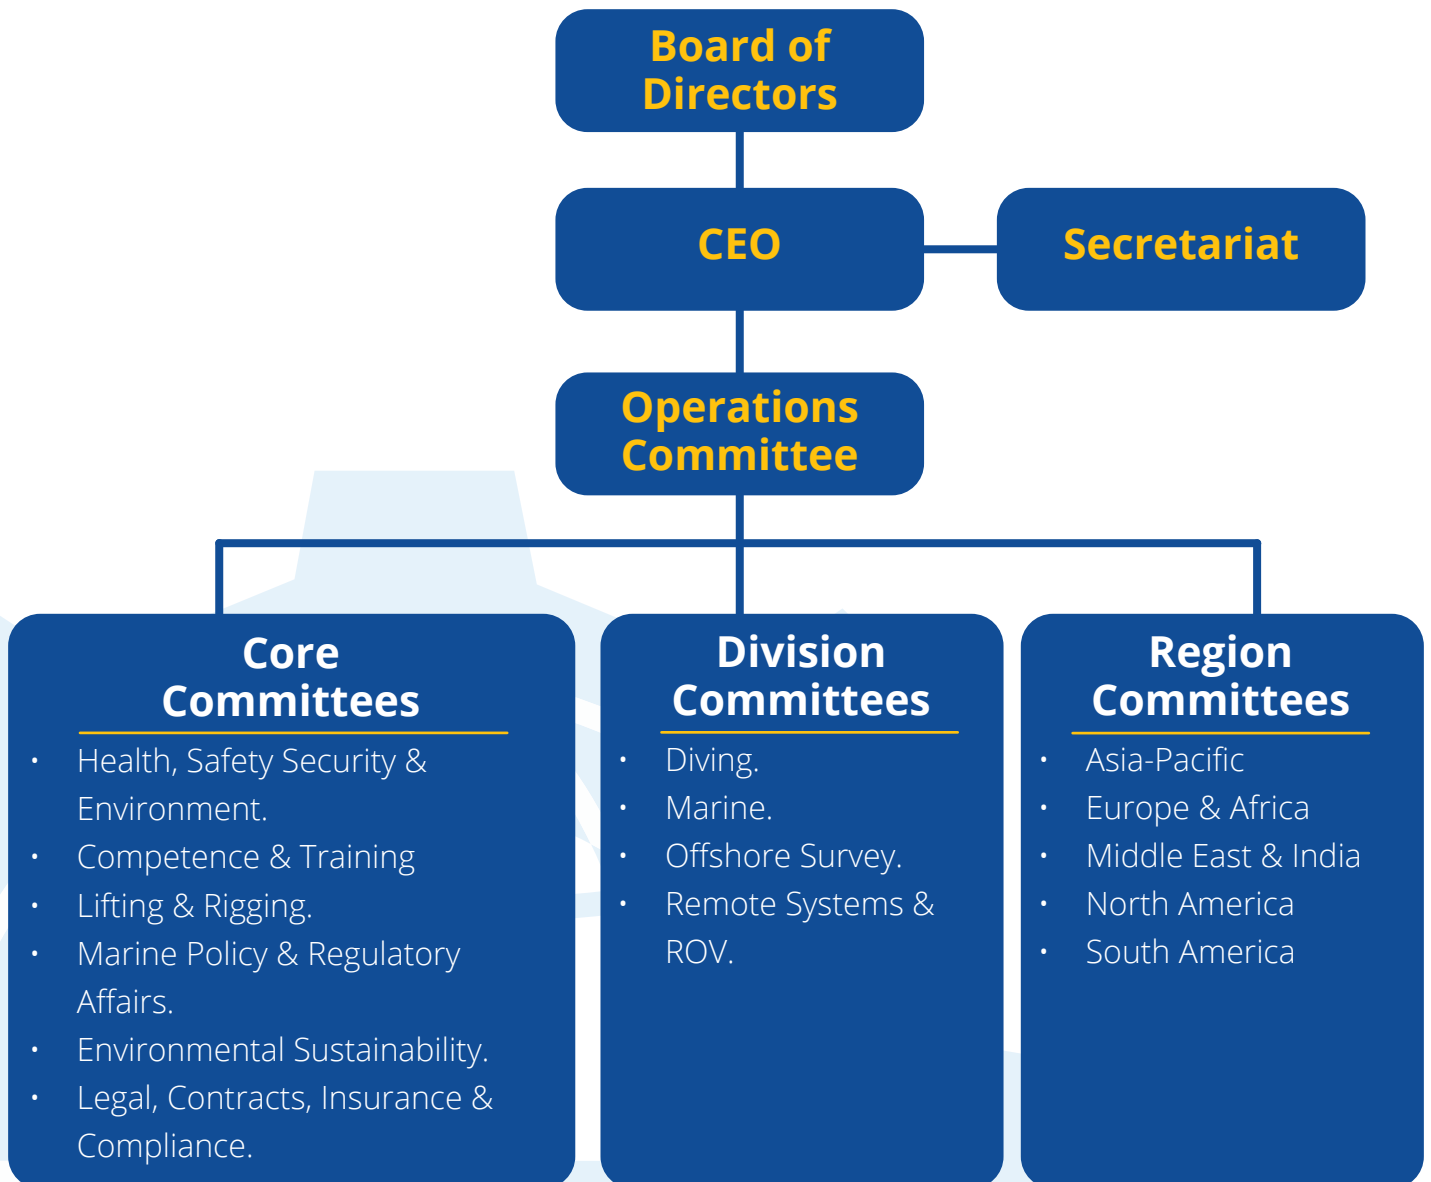 Board of
Directors
CEO
Secretariat
Operations
Committee
Core
Committees
• Health, Safety Security &
Environment.
• Competence & Training
• Lifting & Rigging.
• Marine Policy & Regulatory
Affairs.
• Environmental Sustainability.
• Legal, Contracts, Insurance &
Compliance.
Division
Committees
• Diving.
• Marine.
• Offshore Survey.
• Remote Systems &
ROV.
Region
Committees
• Asia-Pacific
• Europe & Africa
• Middle East & India
• North America
• South America